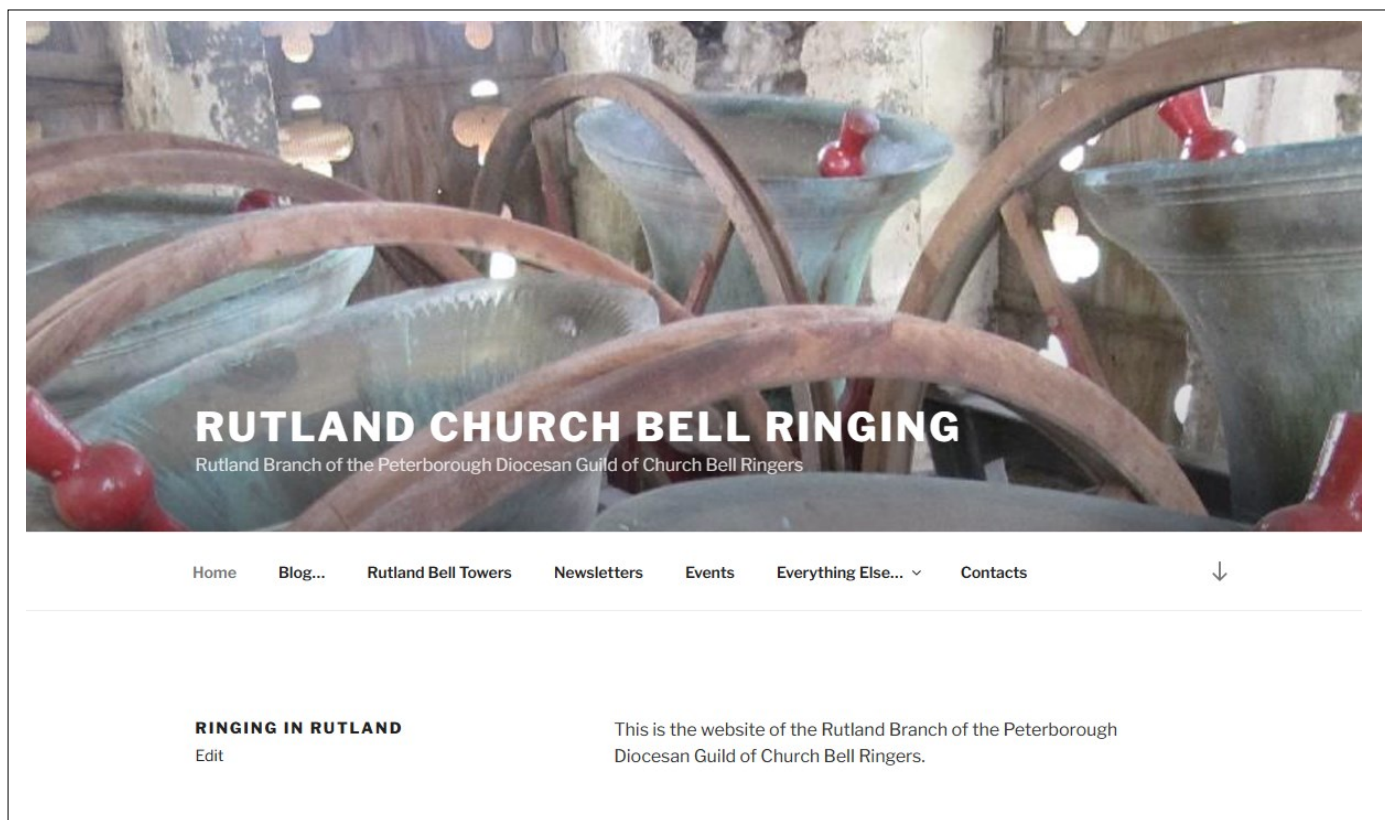 RUTLAND CHURCH BELL RINGING
Rutland Branch of the Peterborough Diocesan Guild of Church Bell Ringers
Home Blog... Rutland Bell Towers Newsletters Events Everything Else... Contacts
RINGING IN RUTLAND
Edit
This is the website of the Rutland Branch of the Peterborough
Diocesan Guild of Church Bell Ringers.